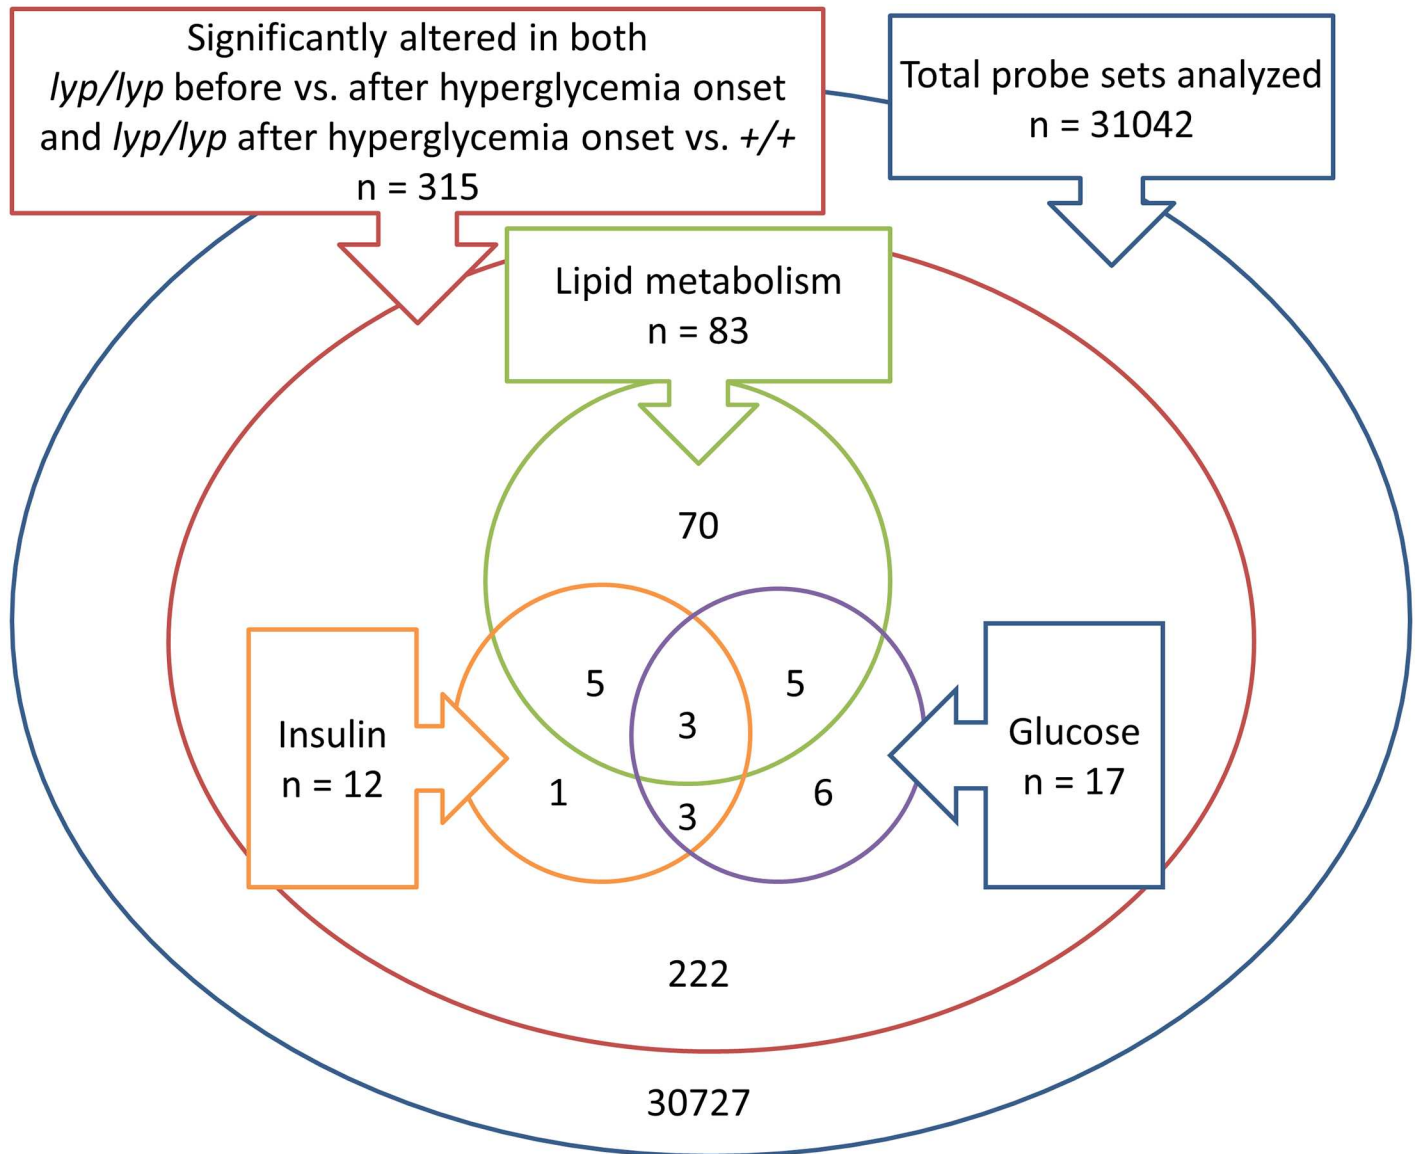 Significantly altered in both
lyp/lyp before vs. after hyperglycemia onset
and lyp/lyp after hyperglycemia onset vs. +/+
n = 315
Total probe sets analyzed
n = 31042
Lipid metabolism
n = 83
70
5
5
3
Insulin
n = 12
Glucose
n = 17
1
6
3
222
30727